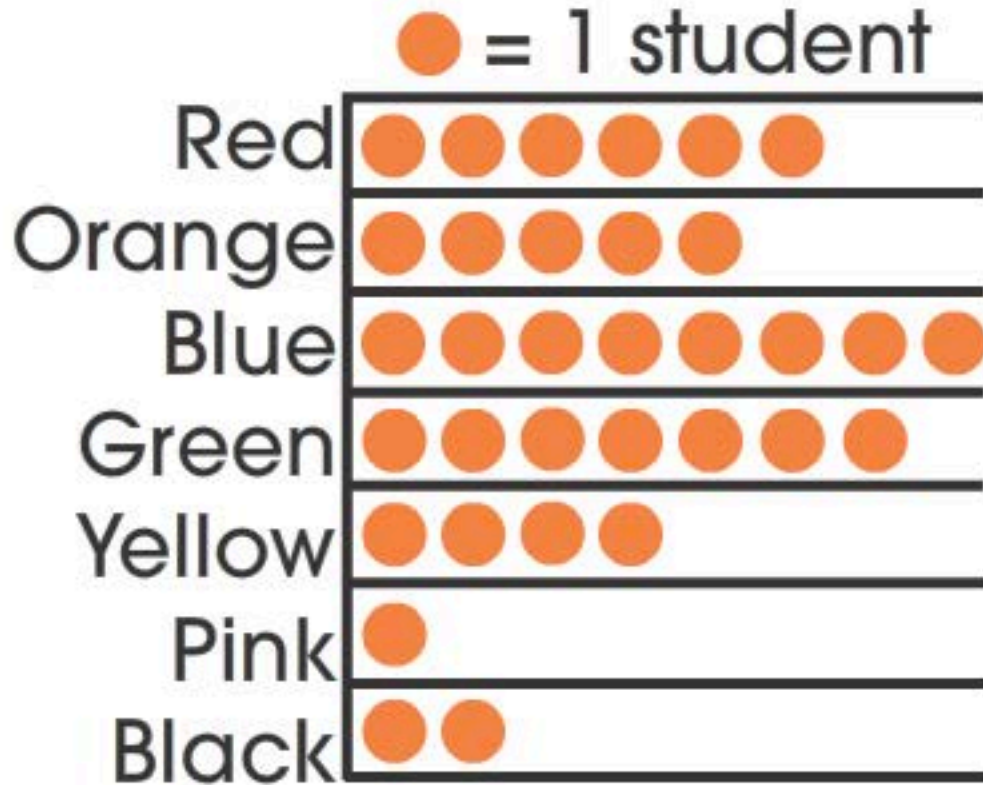 = 1 student
Red
Orange
Blue
Green
Yellow
Pink
Black